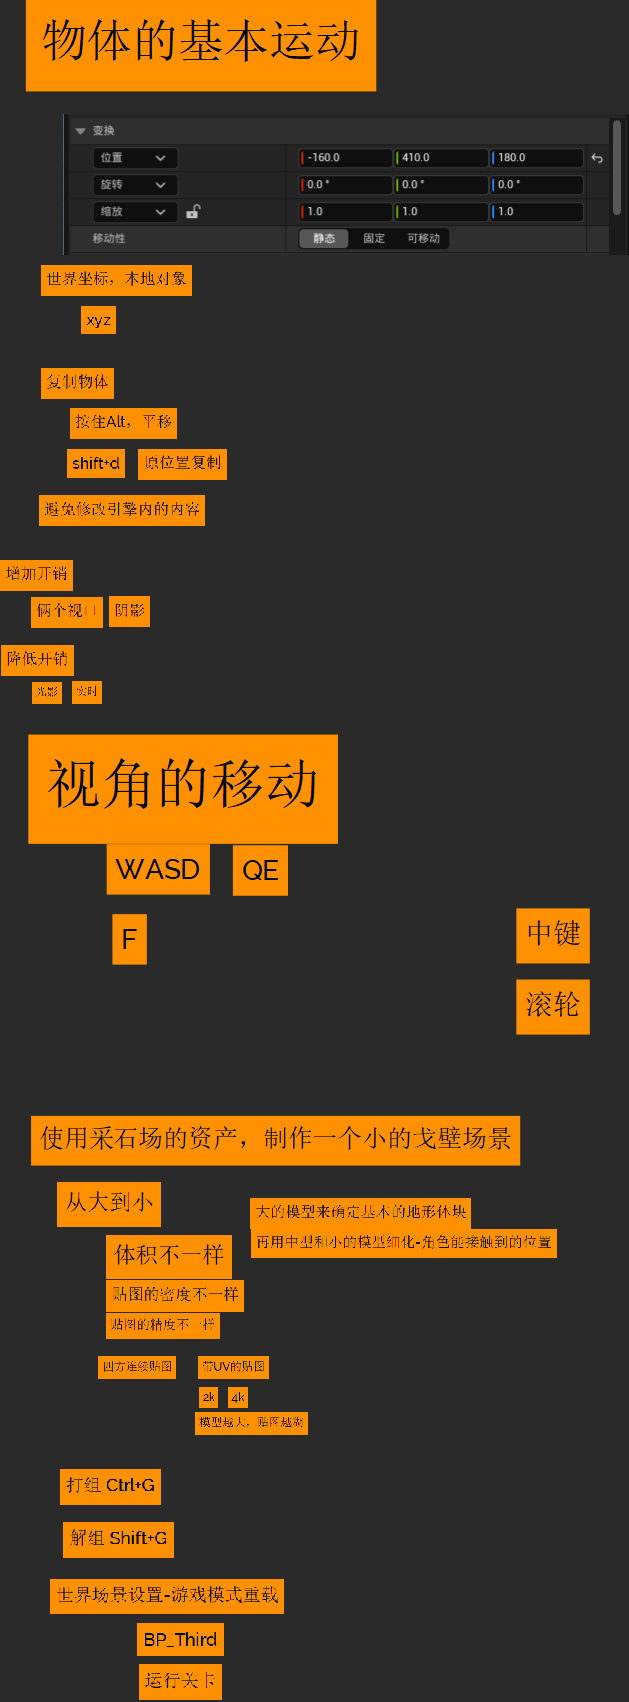 物体的基本运动
变换
位置 -160.0 410.0 180.0
旋转 0.0° 0.0° 0.0°
缩放 1.0 1.0 1.0
移动性 静态 固定 可移动
世界坐标，本地对象
xyz
复制物体
按住Alt，平移
shift+d 原位置复制
避免修改引擎内的内容
增加开销
俩个视口 阴影
降低开销
光影 实时
视角的移动
WASD QE
F
中键
滚轮
使用采石场的资产，制作一个小的戈壁场景
从大到小
大的模型来确定基本的地形体块
再用中型和小的模型细化-角色能接触到的位置
体积不一样
贴图的密度不一样
贴图的精度不一样
四方连续贴图 带UV的贴图
2k 4k
模型越大，贴图越糊
打组 Ctrl+G
解组 Shift+G
世界场景设置-游戏模式重载
BP_Third
运行关卡